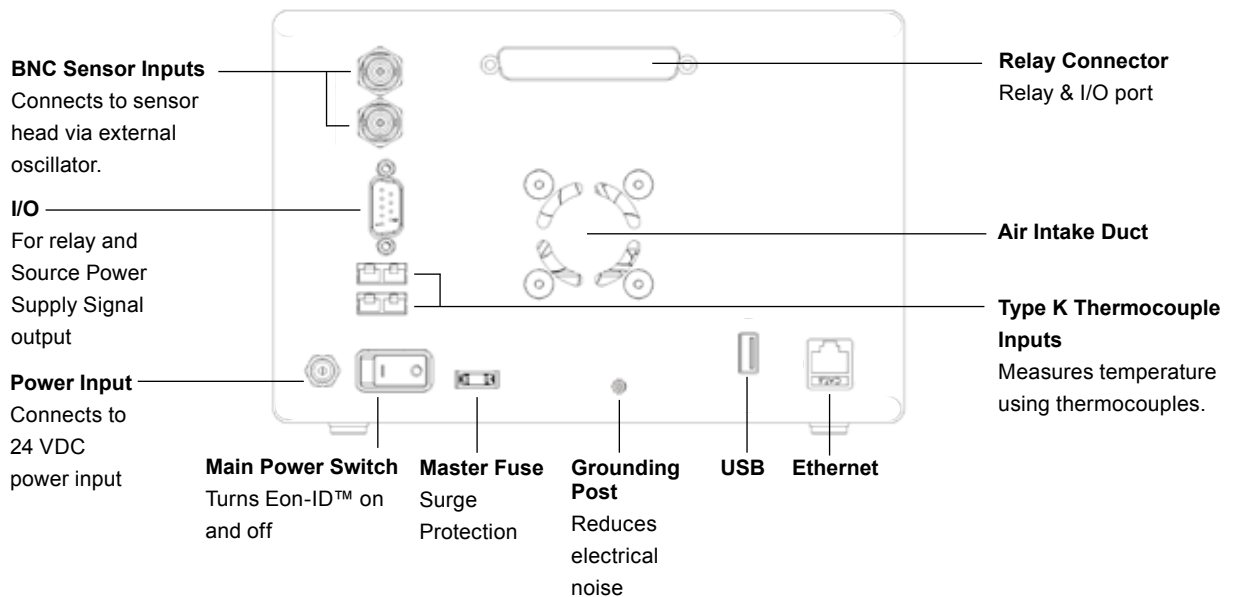 BNC Sensor Inputs
Connects to sensor
head via external
oscillator.
I/O
For relay and
Source Power
Supply Signal
output
Power Input
Connects to
24 VDC
power input
Main Power Switch
Turns Eon-ID™ on
and off
Master Fuse
Surge
Protection
Grounding
Post
Reduces
electrical
noise
USB
Ethernet
Relay Connector
Relay & I/O port
Air Intake Duct
Type K Thermocouple
Inputs
Measures temperature
using thermocouples.